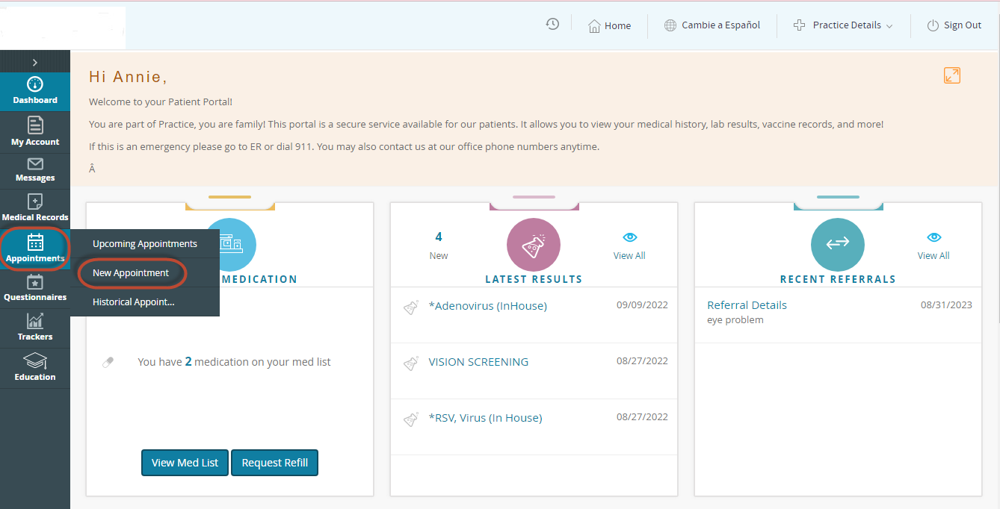 Home
Cambie a Español
Practice Details
Sign Out
Dashboard
My Account
Messages
Medical Records
Appointments
Questionnaires
Trackers
Education
Upcoming Appointments
New Appointment
Historical Appoint...
Hi Annie,
Welcome to your Patient Portal!
You are part of Practice, you are family! This portal is a secure service available for our patients. It allows you to view your medical history, lab results, vaccine records, and more!
If this is an emergency please go to ER or dial 911. You may also contact us at our office phone numbers anytime.
Â
MEDICATION
You have 2 medication on your med list
View Med List
Request Refill
4
New
View All
LATEST RESULTS
*Adenovirus (InHouse) 09/09/2022
VISION SCREENING 08/27/2022
*RSV, Virus (In House) 08/27/2022
View All
RECENT REFERRALS
Referral Details 08/31/2023
eye problem